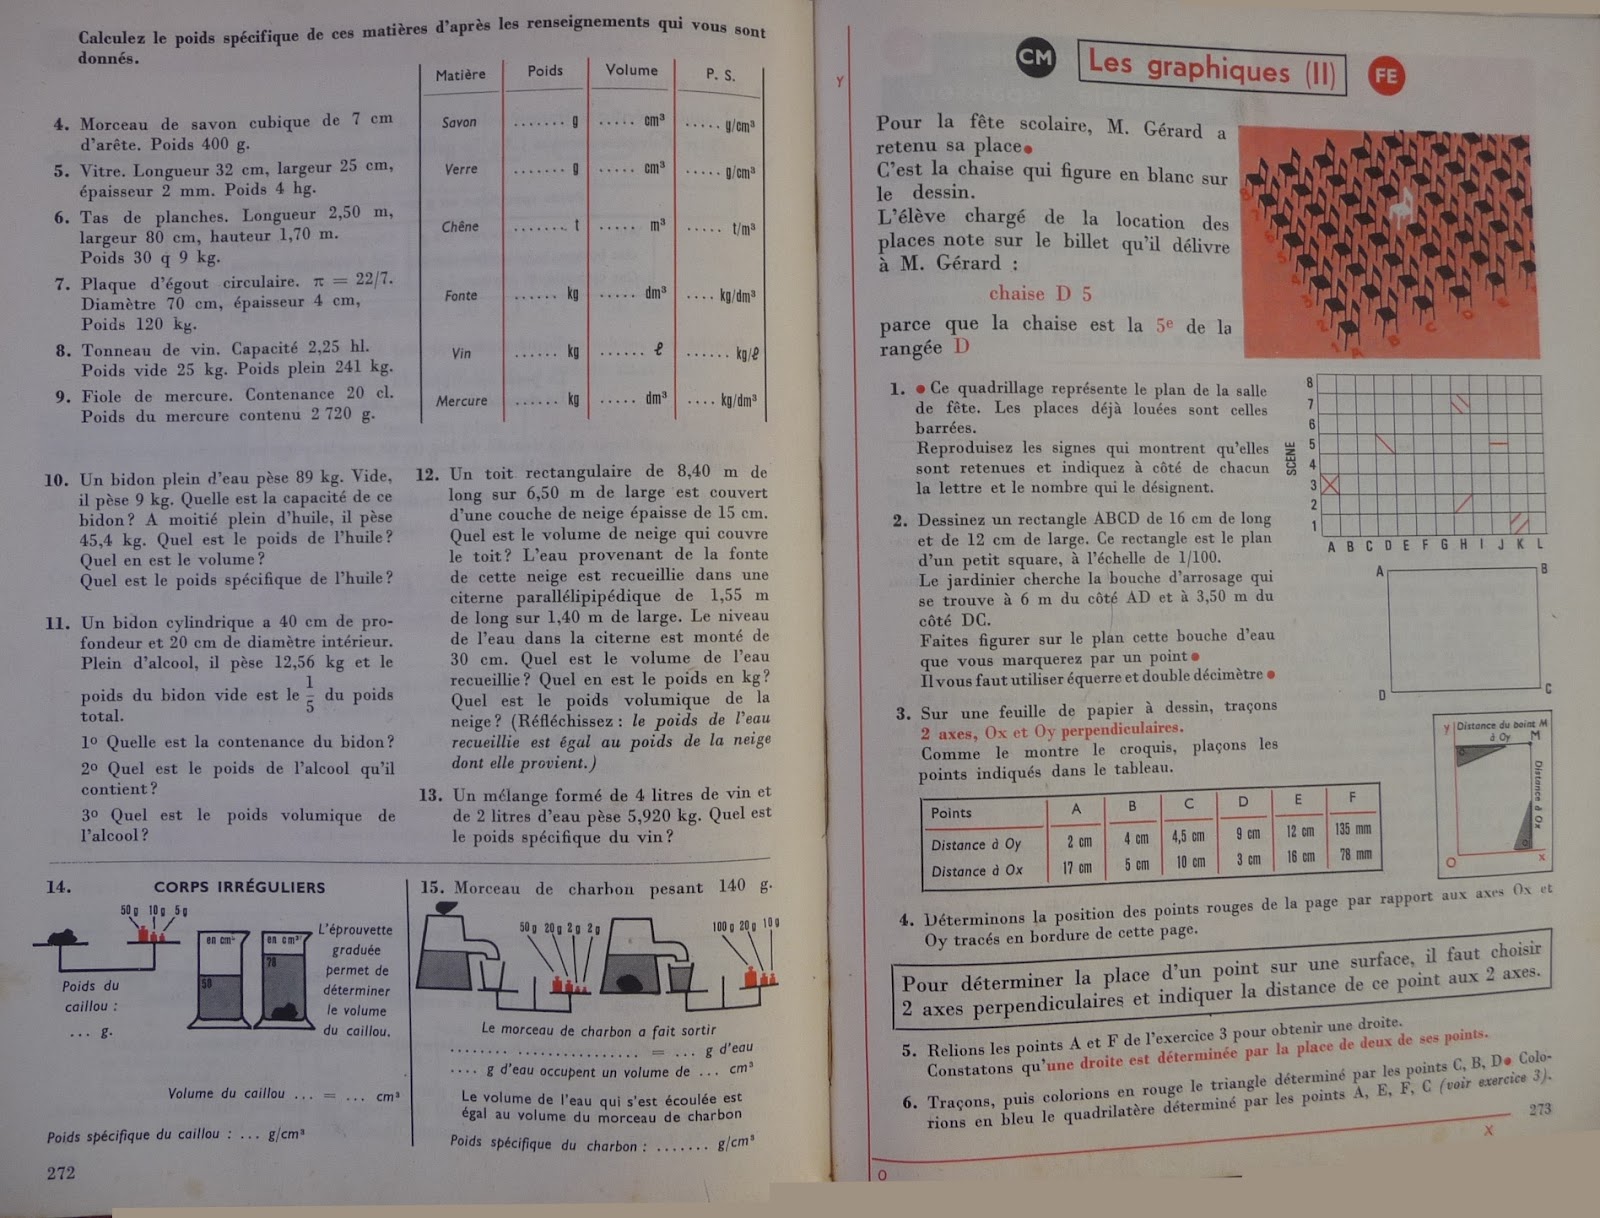 Calculez le poids spécifique de ces matières d'après les renseignements qui vous sont
donnés.
4. Morceau de savon cubique de 7 cm
d'arête. Poids 400 g.
5. Vitre. Longueur 32 cm, largeur 25 cm,
épaisseur 2 mm. Poids 4 hg.
6. Tas de planches. Longueur 2,50 m,
largeur 80 cm, hauteur 1,70 m.
Poids 30 q 9 kg.
7. Plaque d'égout circulaire. π = 22/7.
Diamètre 70 cm, épaisseur 4 cm,
Poids 120 kg.
8. Tonneau de vin. Capacité 2,25 hl.
Poids vide 25 kg. Poids plein 241 kg.
9. Fiole de mercure. Contenance 20 cl.
Poids du mercure contenu 2 720 g.
Matière Poids Volume P. S.
Savon ....... g ..... cm³ ..... g/cm³
Verre ....... g ..... cm³ ..... g/cm³
Chêne ....... t ..... m³ ..... t/m³
Fonte ...... kg ..... dm³ .... kg/dm³
Vin ...... kg ...... ℓ ...... kg/ℓ
Mercure ...... kg ..... dm³ .... kg/dm³
10. Un bidon plein d'eau pèse 89 kg. Vide,
il pèse 9 kg. Quelle est la capacité de ce
bidon ? A moitié plein d'huile, il pèse
45,4 kg. Quel est le poids de l'huile ?
Quel en est le volume ?
Quel est le poids spécifique de l'huile ?
11. Un bidon cylindrique a 40 cm de pro-
fondeur et 20 cm de diamètre intérieur.
Plein d'alcool, il pèse 12,56 kg et le
poids du bidon vide est le 1/5 du poids
total.
1º Quelle est la contenance du bidon ?
2º Quel est le poids de l'alcool qu'il
contient ?
3º Quel est le poids volumique de
l'alcool ?
12. Un toit rectangulaire de 8,40 m de
long sur 6,50 m de large est couvert
d'une couche de neige épaisse de 15 cm.
Quel est le volume de neige qui couvre
le toit ? L'eau provenant de la fonte
de cette neige est recueillie dans une
citerne parallélipipédique de 1,55 m
de long sur 1,40 m de large. Le niveau
de l'eau dans la citerne est monté de
30 cm. Quel est le volume de l'eau
recueillie ? Quel en est le poids en kg ?
Quel est le poids volumique de la
neige ? (Réfléchissez : le poids de l'eau
recueillie est égal au poids de la neige
dont elle provient.)
13. Un mélange formé de 4 litres de vin et
de 2 litres d'eau pèse 5,920 kg. Quel est
le poids spécifique du vin ?
14. CORPS IRRÉGULIERS
50 g 10 g 5 g
en cm³
50
en cm³
78
Poids du
caillou :
... g.
L'éprouvette
graduée
permet de
déterminer
le volume
du caillou.
Volume du caillou ... = ... cm³
Poids spécifique du caillou : ... g/cm³
272
15. Morceau de charbon pesant 140 g.
50 g 20 g 2 g 2 g
100 g 20 g 10 g
Le morceau de charbon a fait sortir
........ ................ = ... g d'eau
.... g d'eau occupent un volume de ... cm³
Le volume de l'eau qui s'est écoulée est
égal au volume du morceau de charbon
Poids spécifique du charbon : ....... g/cm³
Y
CM Les graphiques (II) FE
Pour la fête scolaire, M. Gérard a
retenu sa place
C'est la chaise qui figure en blanc sur
le dessin.
L'élève chargé de la location des
places note sur le billet qu'il délivre
à M. Gérard :
chaise D 5
parce que la chaise est la 5e de la
rangée D
8
7
6
5
4
3
2
1 A B C D E
1. Ce quadrillage représente le plan de la salle
de fête. Les places déjà louées sont celles
barrées.
Reproduisez les signes qui montrent qu'elles
sont retenues et indiquez à côté de chacun
la lettre et le nombre qui le désignent.
SCENE
8
7
6
5
4
3
2
1
A B C D E F G H I J K L
2. Dessinez un rectangle ABCD de 16 cm de long
et de 12 cm de large. Ce rectangle est le plan
d'un petit square, à l'échelle de 1/100.
Le jardinier cherche la bouche d'arrosage qui
se trouve à 6 m du côté AD et à 3,50 m du
côté DC.
Faites figurer sur le plan cette bouche d'eau
que vous marquerez par un point
Il vous faut utiliser équerre et double décimètre
A B
D C
3. Sur une feuille de papier à dessin, traçons
2 axes, Ox et Oy perpendiculaires.
Comme le montre le croquis, plaçons les
points indiqués dans le tableau.
Points A B C D E F
Distance à Oy 2 cm 4 cm 4,5 cm 9 cm 12 cm 135 mm
Distance à Ox 17 cm 5 cm 10 cm 3 cm 16 cm 78 mm
y Distance du point M
à Oy M
Distance à Ox
O x
4. Déterminons la position des points rouges de la page par rapport aux axes Ox et
Oy tracés en bordure de cette page.
Pour déterminer la place d'un point sur une surface, il faut choisir
2 axes perpendiculaires et indiquer la distance de ce point aux 2 axes.
5. Relions les points A et F de l'exercice 3 pour obtenir une droite.
Constatons qu'une droite est déterminée par la place de deux de ses points.
6. Traçons, puis colorions en rouge le triangle déterminé par les points C, B, D Colo-
rions en bleu le quadrilatère déterminé par les points A, E, F, C (voir exercice 3).
273
X
O